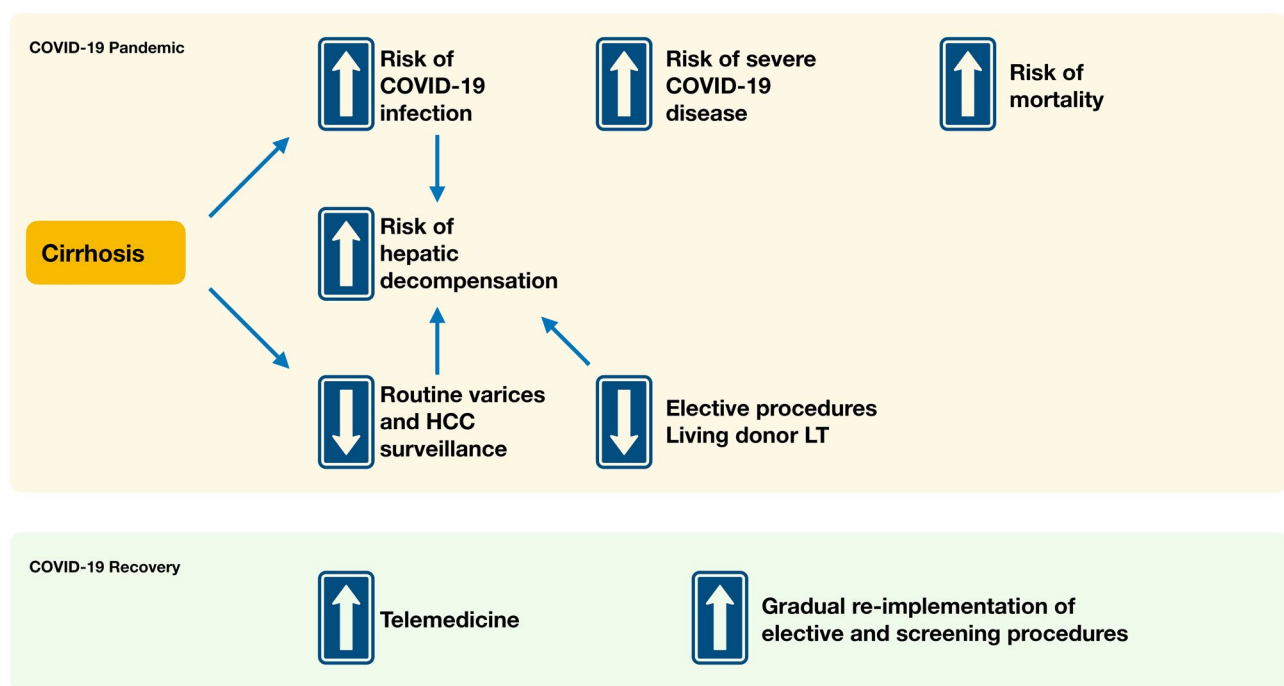 COVID-19 Pandemic
Risk of
COVID-19
infection
Risk of severe
COVID-19
disease
Risk of
mortality
Cirrhosis
Risk of
hepatic
decompensation
Routine varices
and HCC
surveillance
Elective procedures
Living donor LT
COVID-19 Recovery
Telemedicine
Gradual re-implementation of
elective and screening procedures